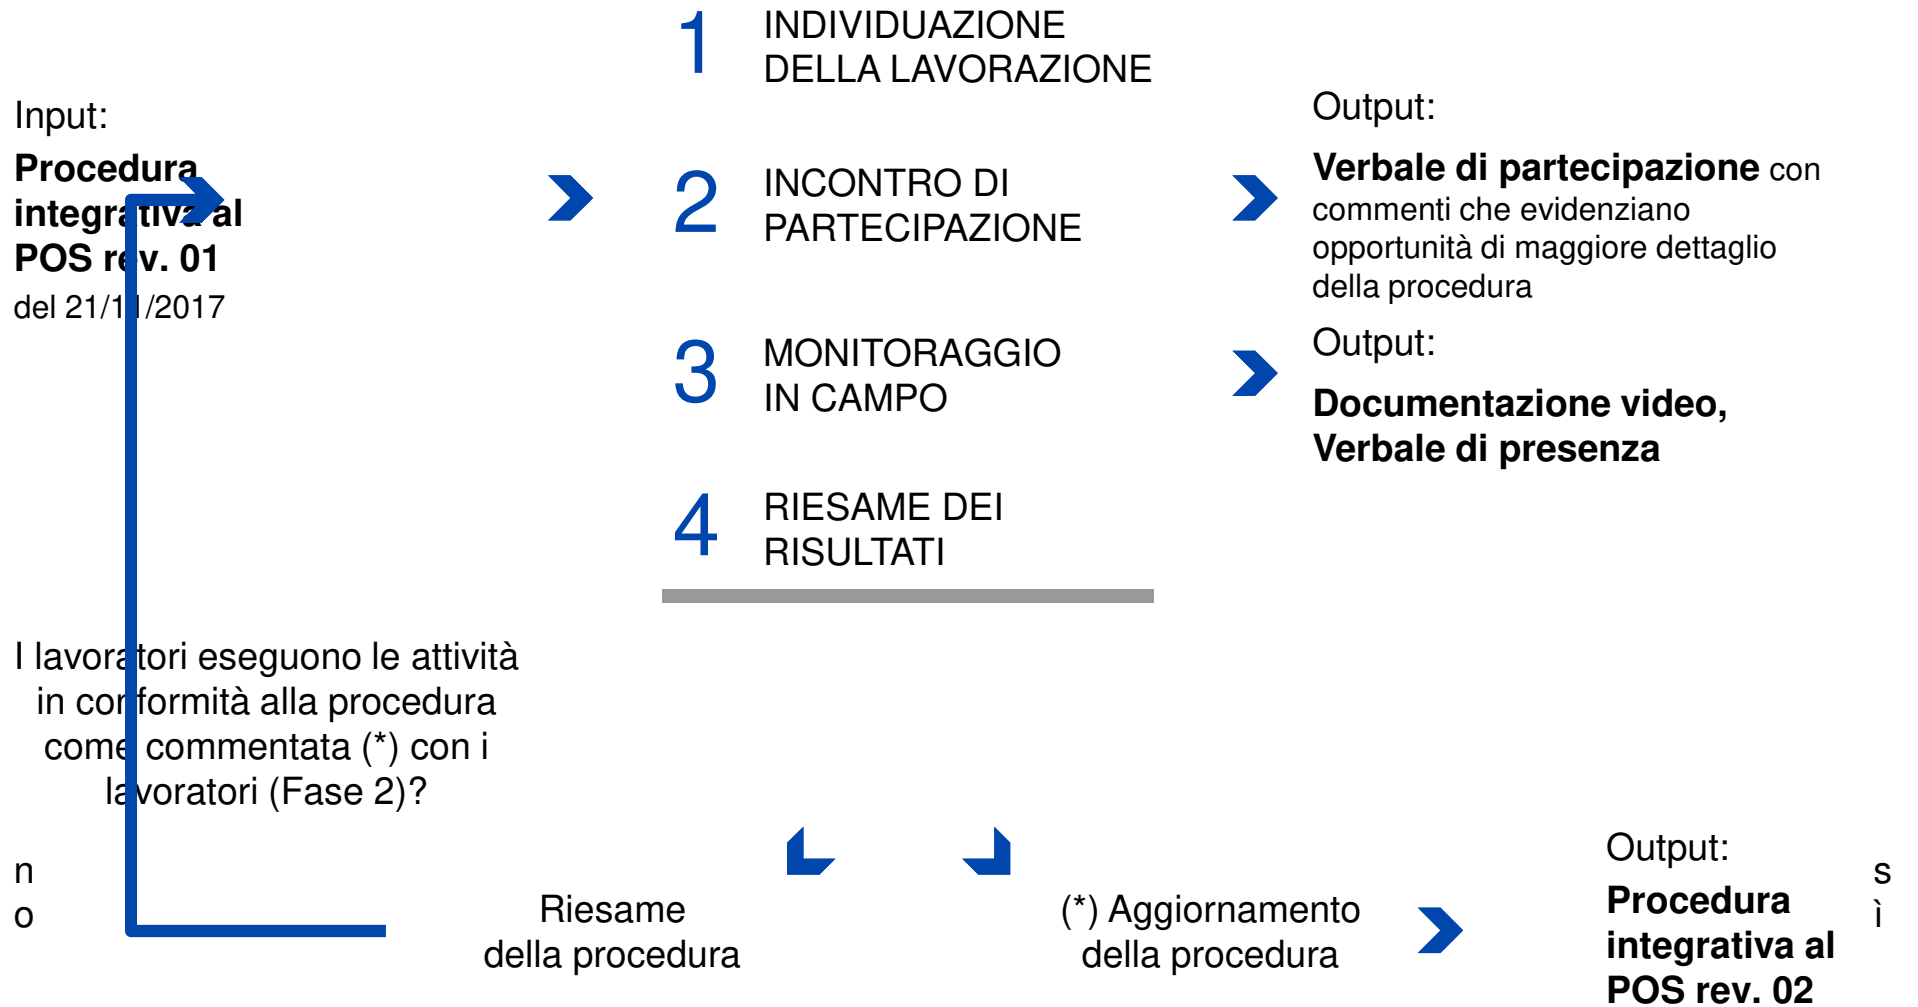 1
INDIVIDUAZIONE
DELLA LAVORAZIONE
Input:
Procedura
integrativa al
POS rev. 01
del 21/11/2017
2
INCONTRO DI
PARTECIPAZIONE
Output:
Verbale di partecipazione con
commenti che evidenziano
opportunità di maggiore dettaglio
della procedura
3
MONITORAGGIO
IN CAMPO
Output:
Documentazione video,
Verbale di presenza
4
RIESAME DEI
RISULTATI
I lavoratori eseguono le attività
in conformità alla procedura
come commentata (*) con i
lavoratori (Fase 2)?
n
o
Riesame
della procedura
(*) Aggiornamento
della procedura
Output:
Procedura
integrativa al
POS rev. 02
s
ì